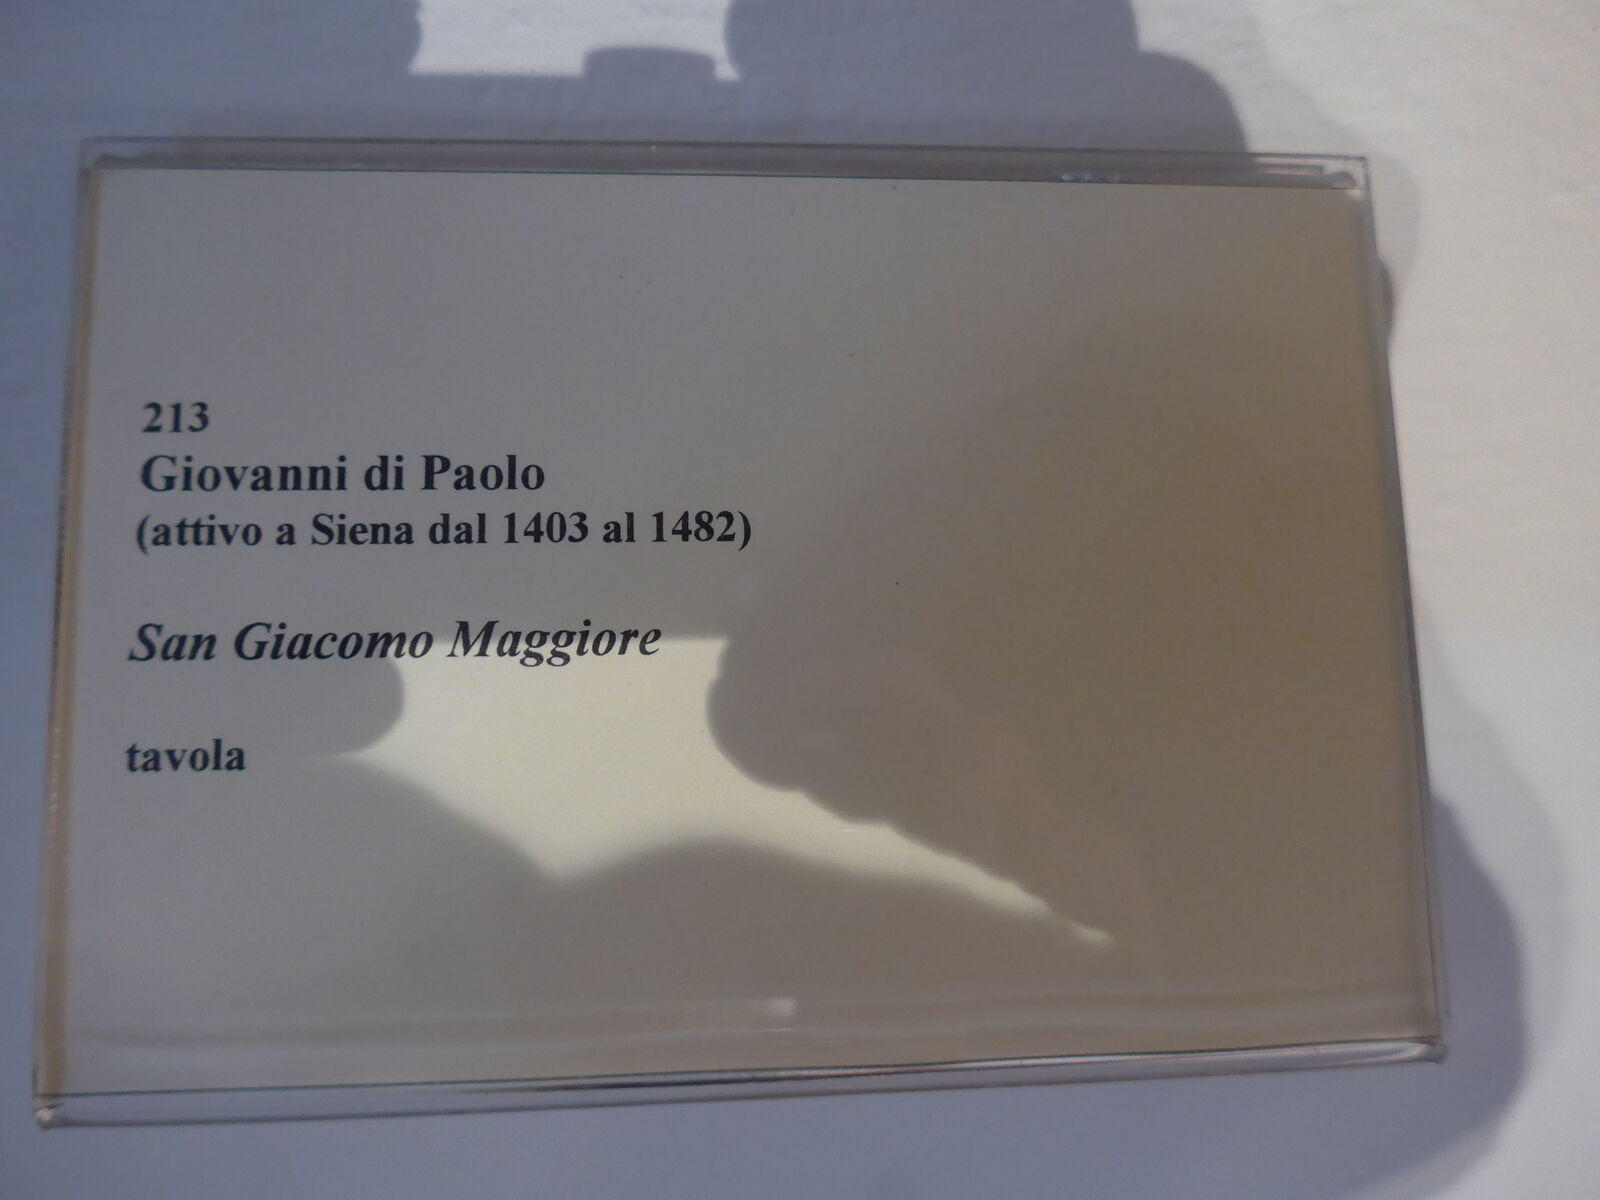 213
Giovanni di Paolo
(attivo a Siena dal 1403 al 1482)
San Giacomo Maggiore
tavola